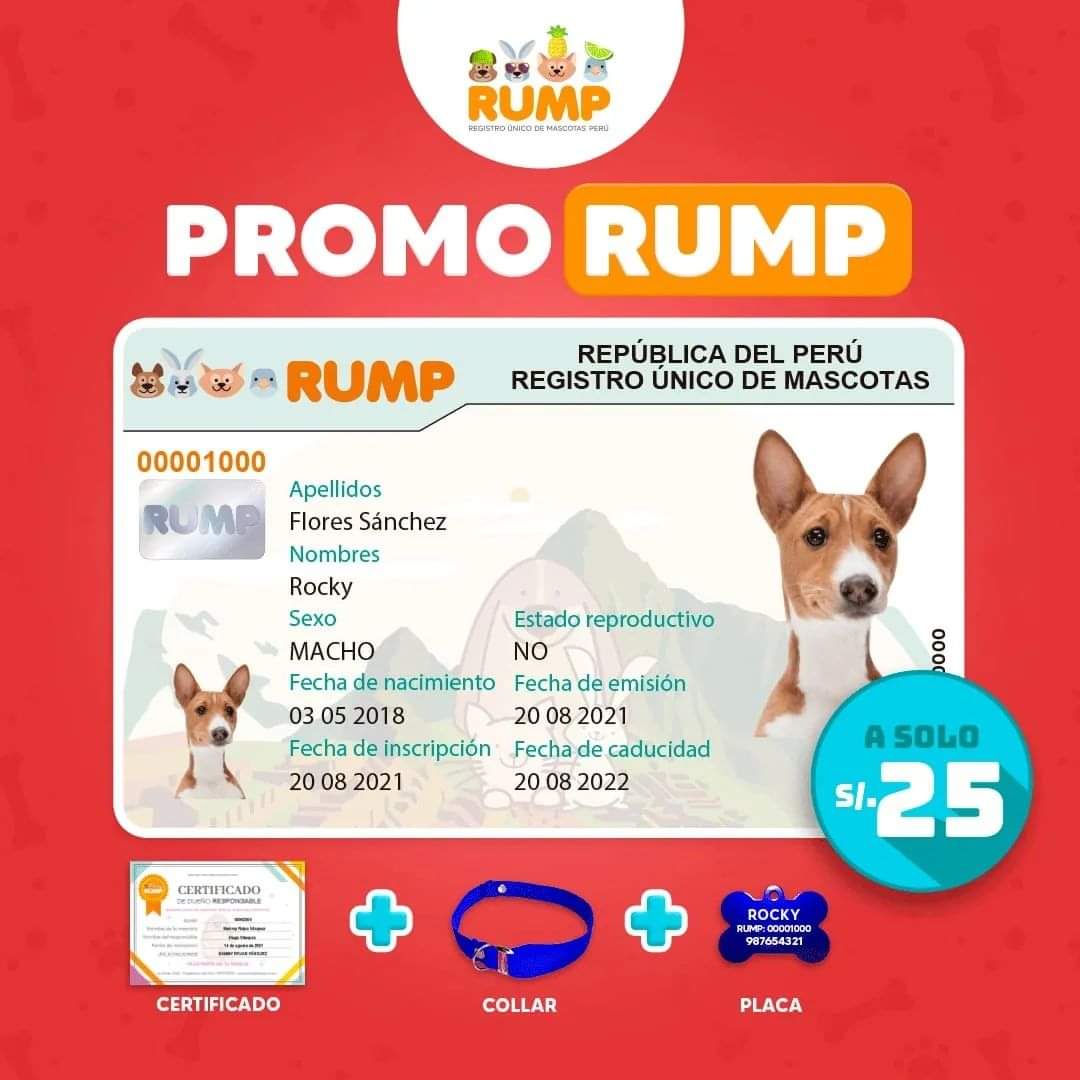 RUMP
REGISTRO ÚNICO DE MASCOTAS PERÚ
PROMO RUMP
RUMP
REPÚBLICA DEL PERÚ
REGISTRO ÚNICO DE MASCOTAS
00001000
RUMP
Apellidos
Flores Sánchez
Nombres
Rocky
Sexo
MACHO
Estado reproductivo
NO
Fecha de nacimiento
03 05 2018
Fecha de emisión
20 08 2021
Fecha de inscripción
20 08 2021
Fecha de caducidad
20 08 2022
A SOLO
S/.25
CERTIFICADO
DE DUEÑO RESPONSABLE
ROCKY
RUMP: 00001000
987654321
CERTIFICADO
COLLAR
PLACA